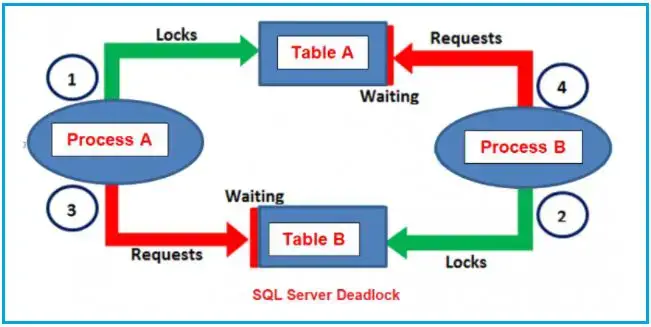 Locks
Table A
Requests
1
Waiting
4
Process A
Process B
3
Waiting
2
Table B
Requests
Locks
SQL Server Deadlock